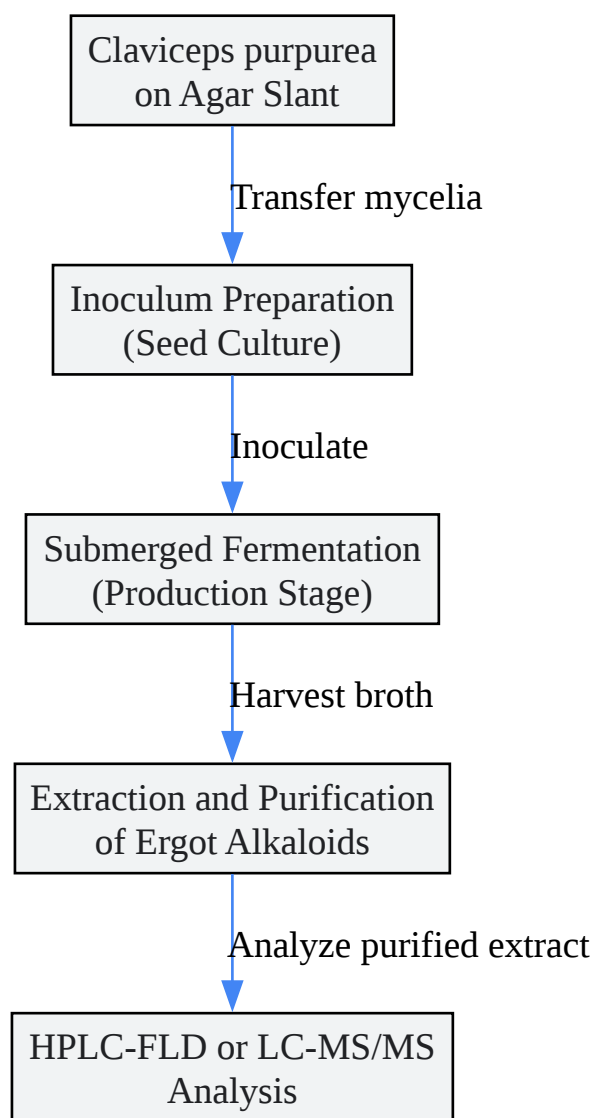 Claviceps purpurea
on Agar Slant
Transfer mycelia
Inoculum Preparation
(Seed Culture)
Inoculate
Submerged Fermentation
(Production Stage)
Harvest broth
Extraction and Purification
of Ergot Alkaloids
Analyze purified extract
HPLC-FLD or LC-MS/MS
Analysis